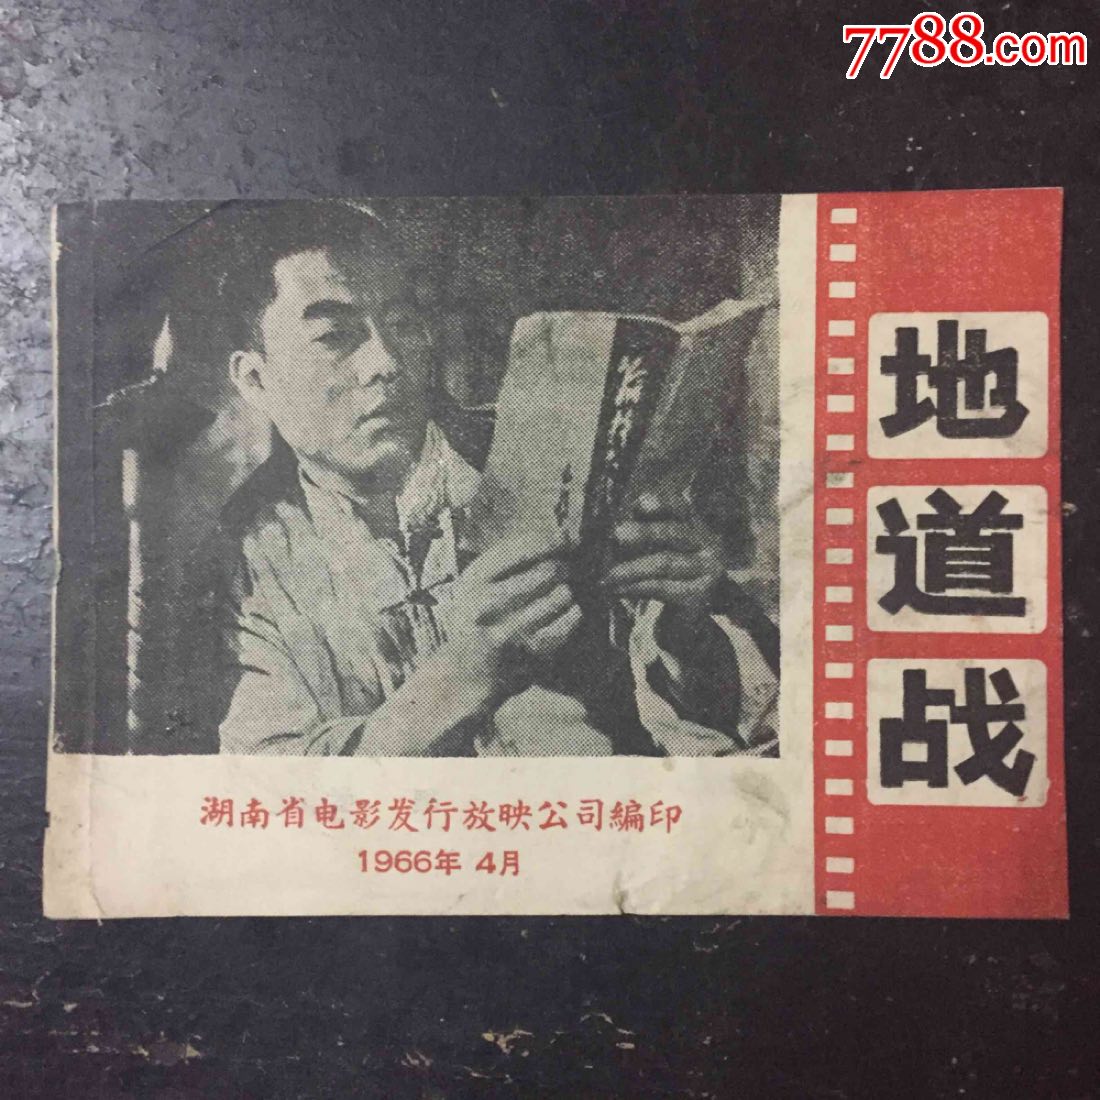 7788.com
地道战
湖南省电影发行放映公司編印
1966年 4月